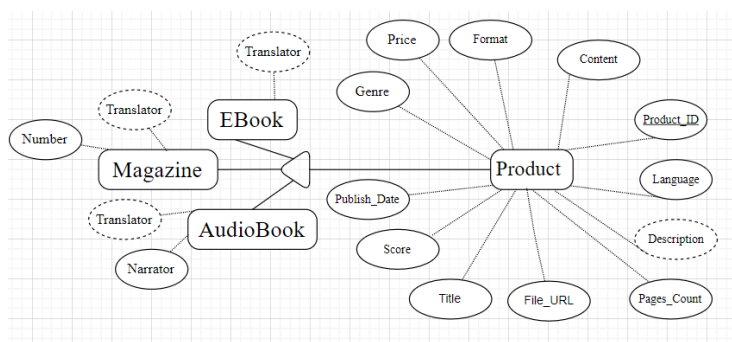 Price
Format
Translator
Content
Genre
Translator
EBook
Product_ID
Number
Magazine
Product
Language
Publish_Date
Translator
AudioBook
Description
Score
Narrator
Title
File_URL
Pages_Count